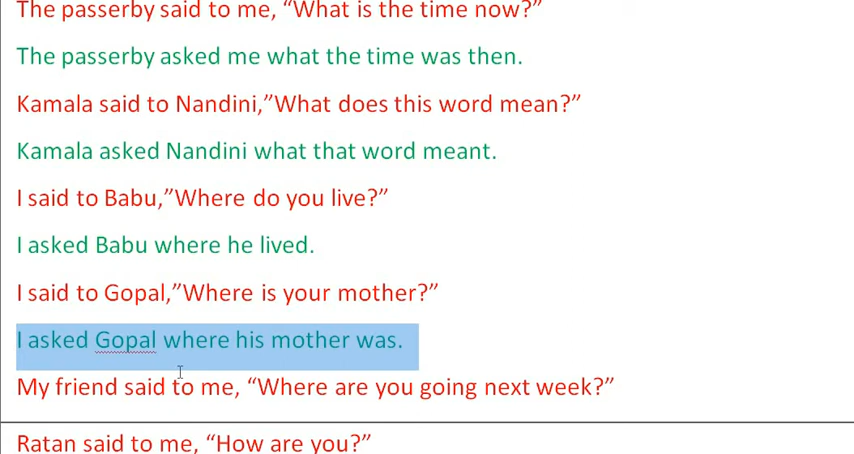 The passerby said to me, “What is the time now?”
The passerby asked me what the time was then.
Kamala said to Nandini,”What does this word mean?”
Kamala asked Nandini what that word meant.
I said to Babu,”Where do you live?”
I asked Babu where he lived.
I said to Gopal,”Where is your mother?”
I asked Gopal where his mother was.
My friend said to me, “Where are you going next week?”
Ratan said to me, “How are you?”